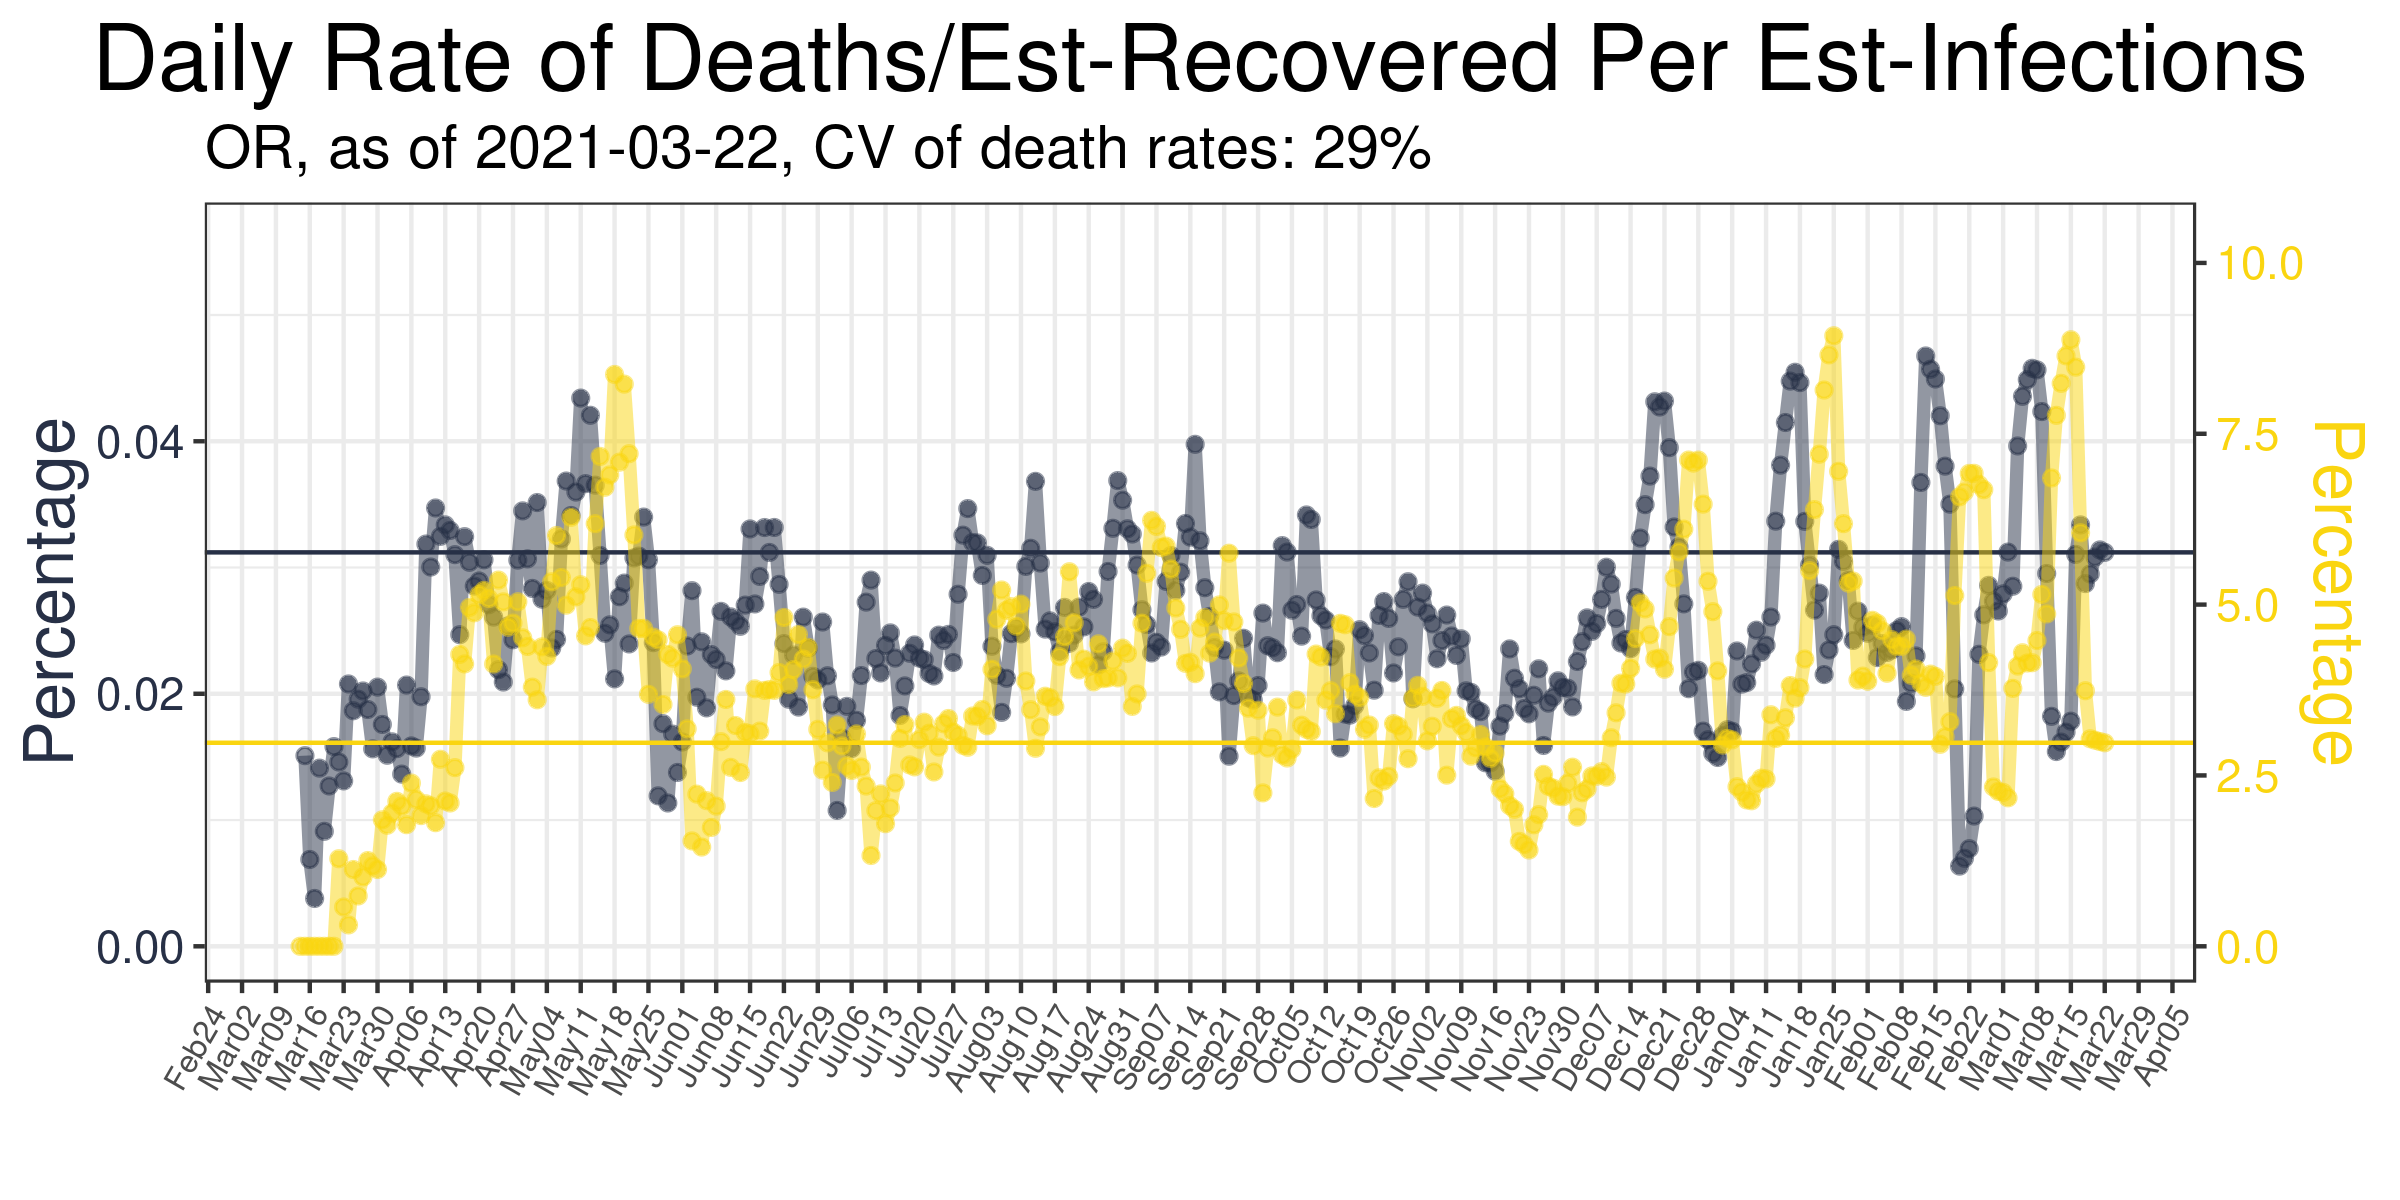 Daily Rate of Deaths/Est-Recovered Per Est-Infections
OR, as of 2021-03-22, CV of death rates: 29%
Percentage
0.04
0.02
0.00
10.0
7.5
5.0
2.5
0.0
Percentage
Feb24
Mar02
Mar09
Mar16
Mar23
Mar30
Apr06
Apr13
Apr20
Apr27
May04
May11
May18
May25
Jun01
Jun08
Jun15
Jun22
Jun29
Jul06
Jul13
Jul20
Jul27
Aug03
Aug10
Aug17
Aug24
Aug31
Sep07
Sep14
Sep21
Sep28
Oct05
Oct12
Oct19
Oct26
Nov02
Nov09
Nov16
Nov23
Nov30
Dec07
Dec14
Dec21
Dec28
Jan04
Jan11
Jan18
Jan25
Feb01
Feb08
Feb15
Feb22
Mar01
Mar08
Mar15
Mar22
Mar29
Apr05